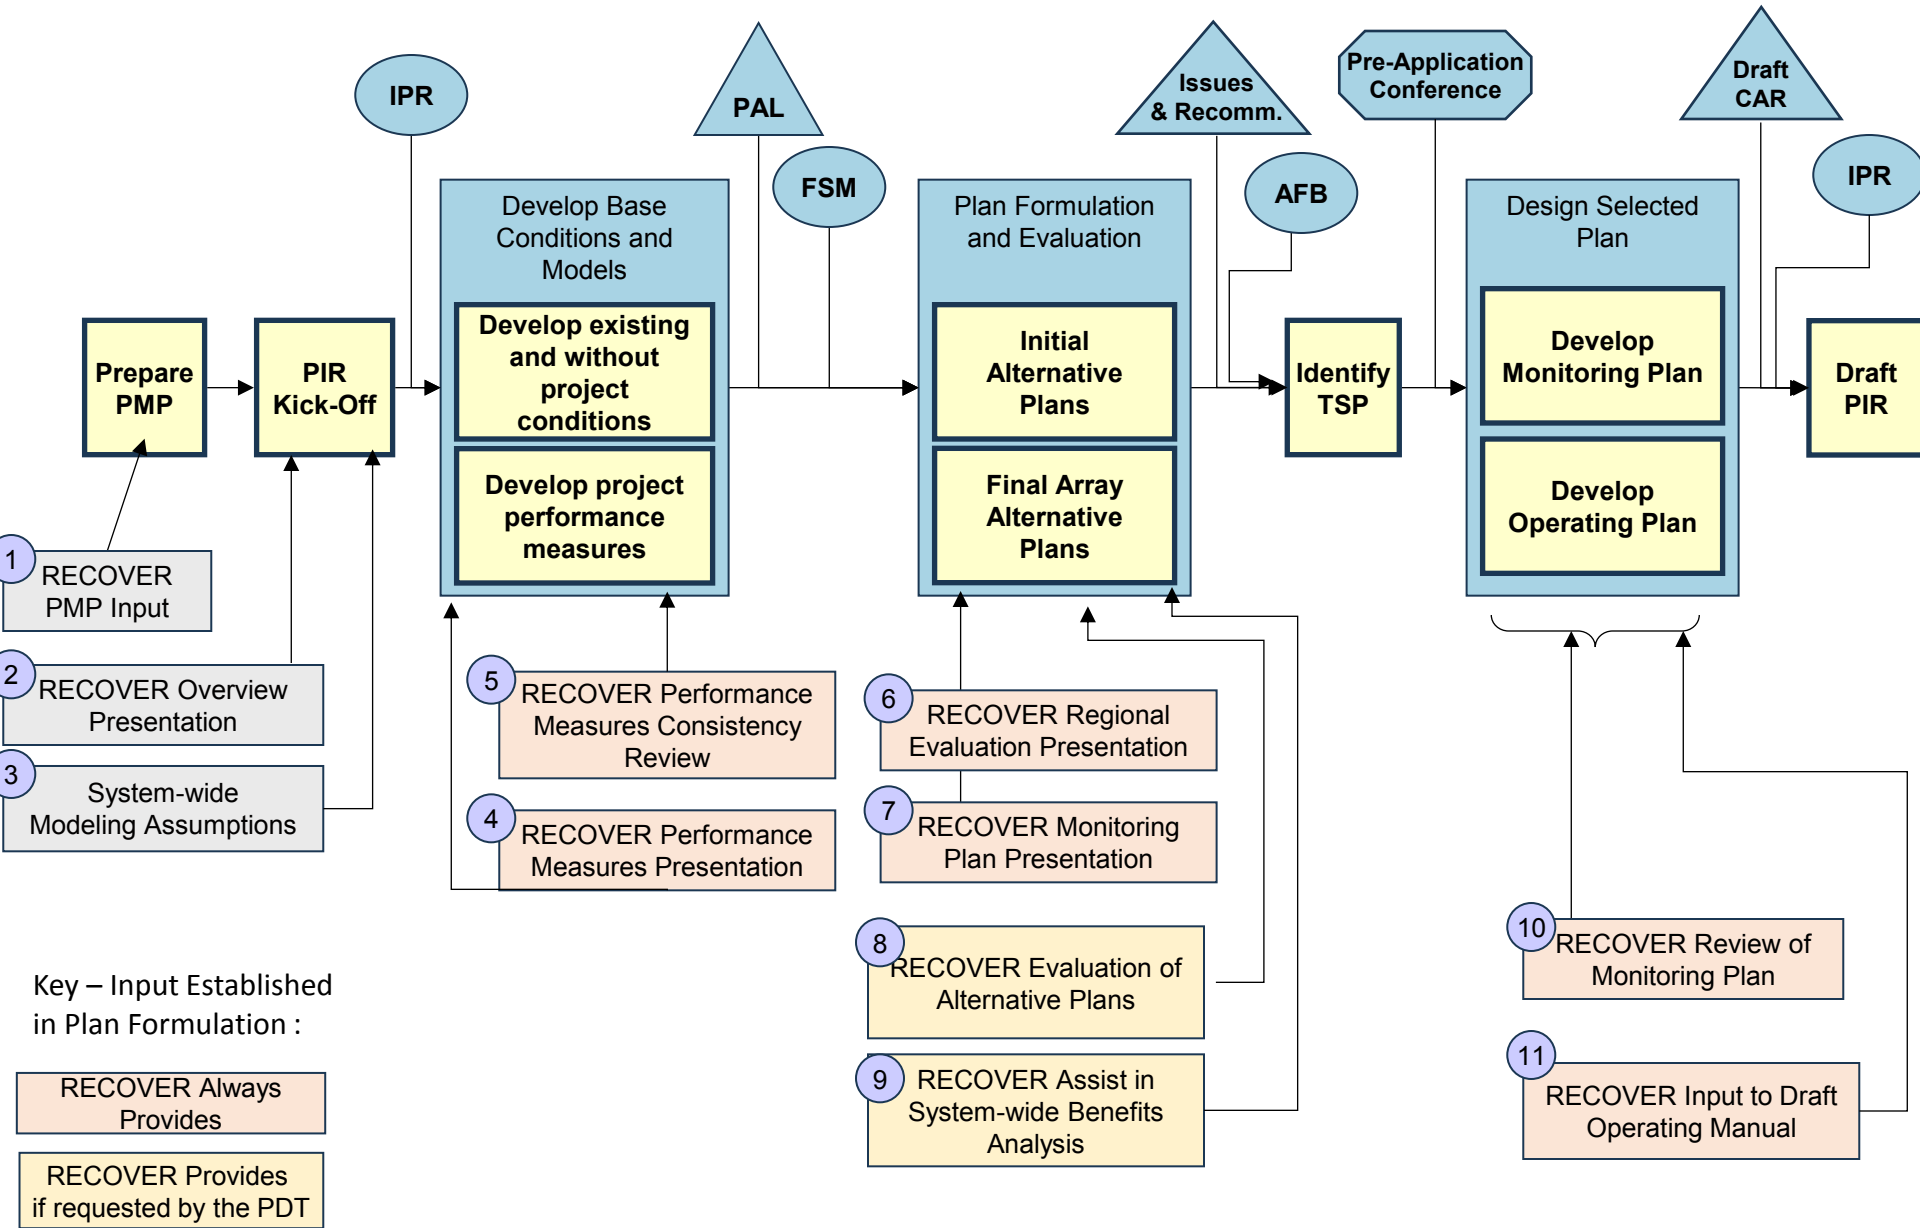 IPR
PAL
FSM
Issues
& Recomm.
AFB
Pre-Application
Conference
Draft
CAR
IPR
Develop Base
Conditions and
Models
Plan Formulation
and Evaluation
Design Selected
Plan
Prepare
PMP
PIR
Kick-Off
Develop existing
and without
project
conditions
Develop project
performance
measures
Initial
Alternative
Plans
Final Array
Alternative
Plans
Identify
TSP
Develop
Monitoring Plan
Develop
Operating Plan
Draft
PIR
1
RECOVER
PMP Input
2
RECOVER Overview
Presentation
3
System-wide
Modeling Assumptions
5
RECOVER Performance
Measures Consistency
Review
4
RECOVER Performance
Measures Presentation
6
RECOVER Regional
Evaluation Presentation
7
RECOVER Monitoring
Plan Presentation
8
RECOVER Evaluation of
Alternative Plans
9
RECOVER Assist in
System-wide Benefits
Analysis
10
RECOVER Review of
Monitoring Plan
11
RECOVER Input to Draft
Operating Manual
Key – Input Established
in Plan Formulation :
RECOVER Always
Provides
RECOVER Provides
if requested by the PDT